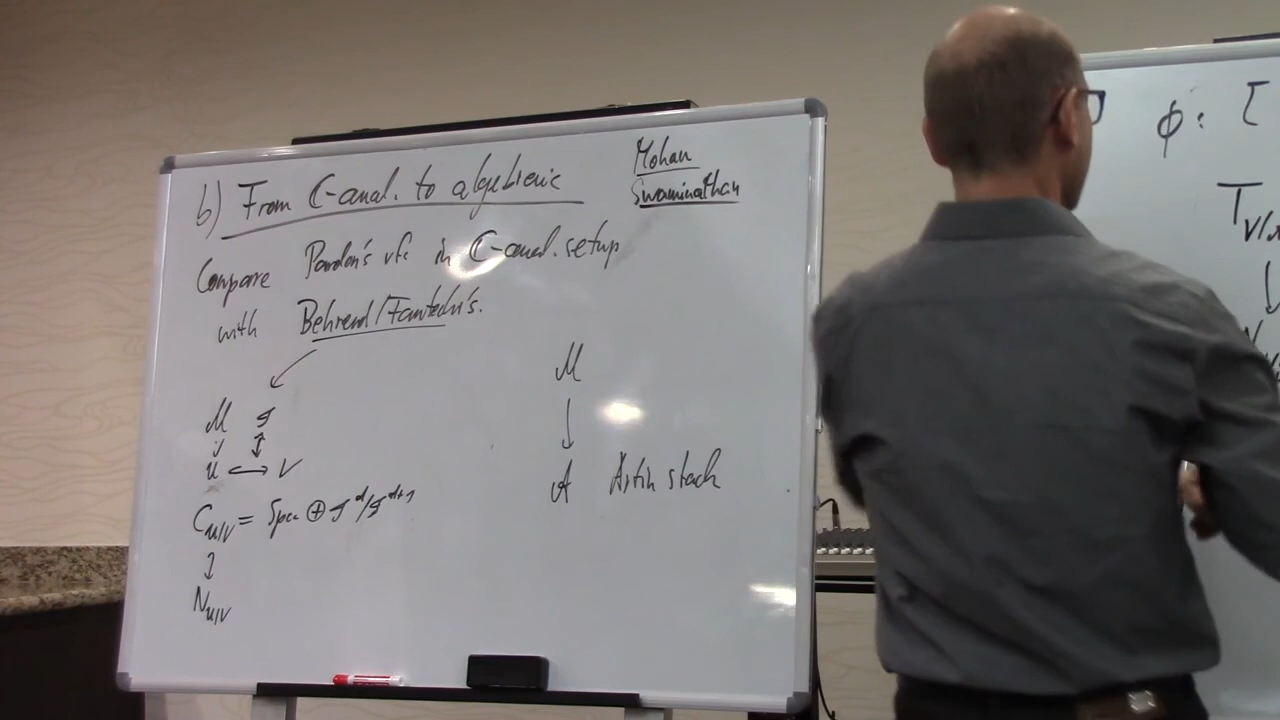 b) From ℂ-anal. to algebraic
Mohan
Swaminathan
Compare Pardon's vfc in ℂ-anal. setup
with Behrend/Fantechi's.
M
↓
A Artin stack
M 𝒥
U ↪ V
C_{U/V} = Spec ⊕ 𝒥^d/𝒥^{d+1}
N_{U/V}
φ: [
T_{V/
↓